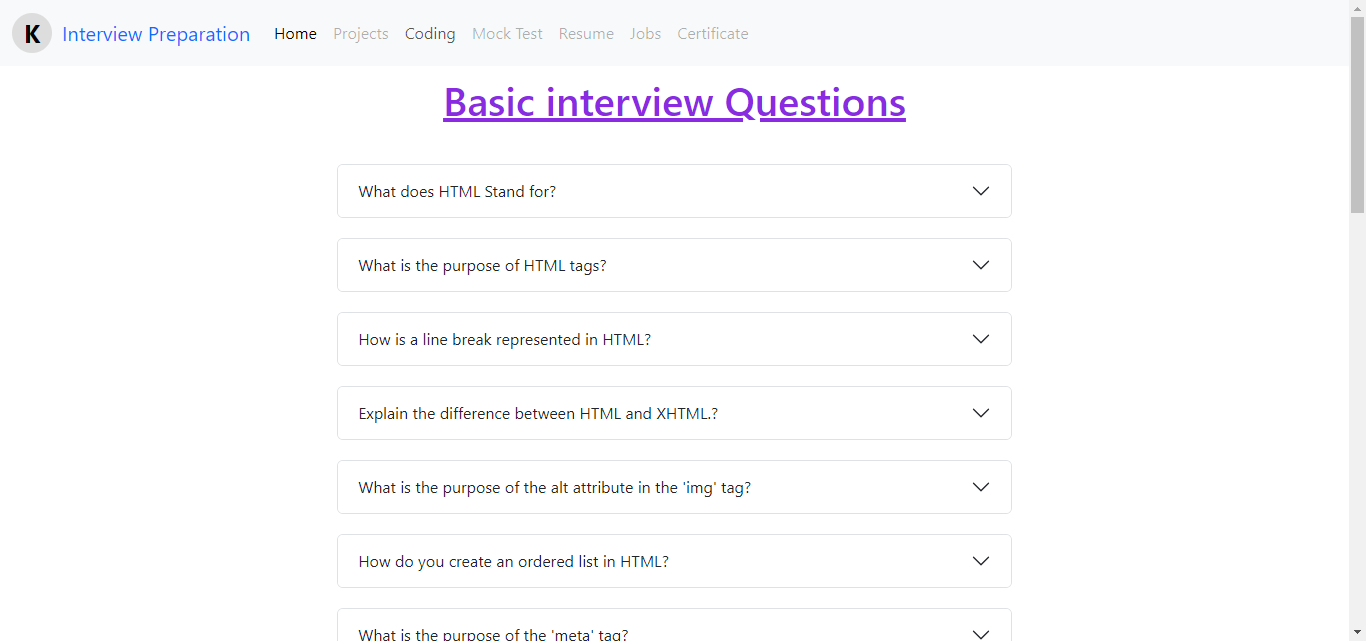 K Interview Preparation Home Projects Coding Mock Test Resume Jobs Certificate
Basic interview Questions
What does HTML Stand for?
What is the purpose of HTML tags?
How is a line break represented in HTML?
Explain the difference between HTML and XHTML.?
What is the purpose of the alt attribute in the 'img' tag?
How do you create an ordered list in HTML?
What is the purpose of the 'meta' tag?